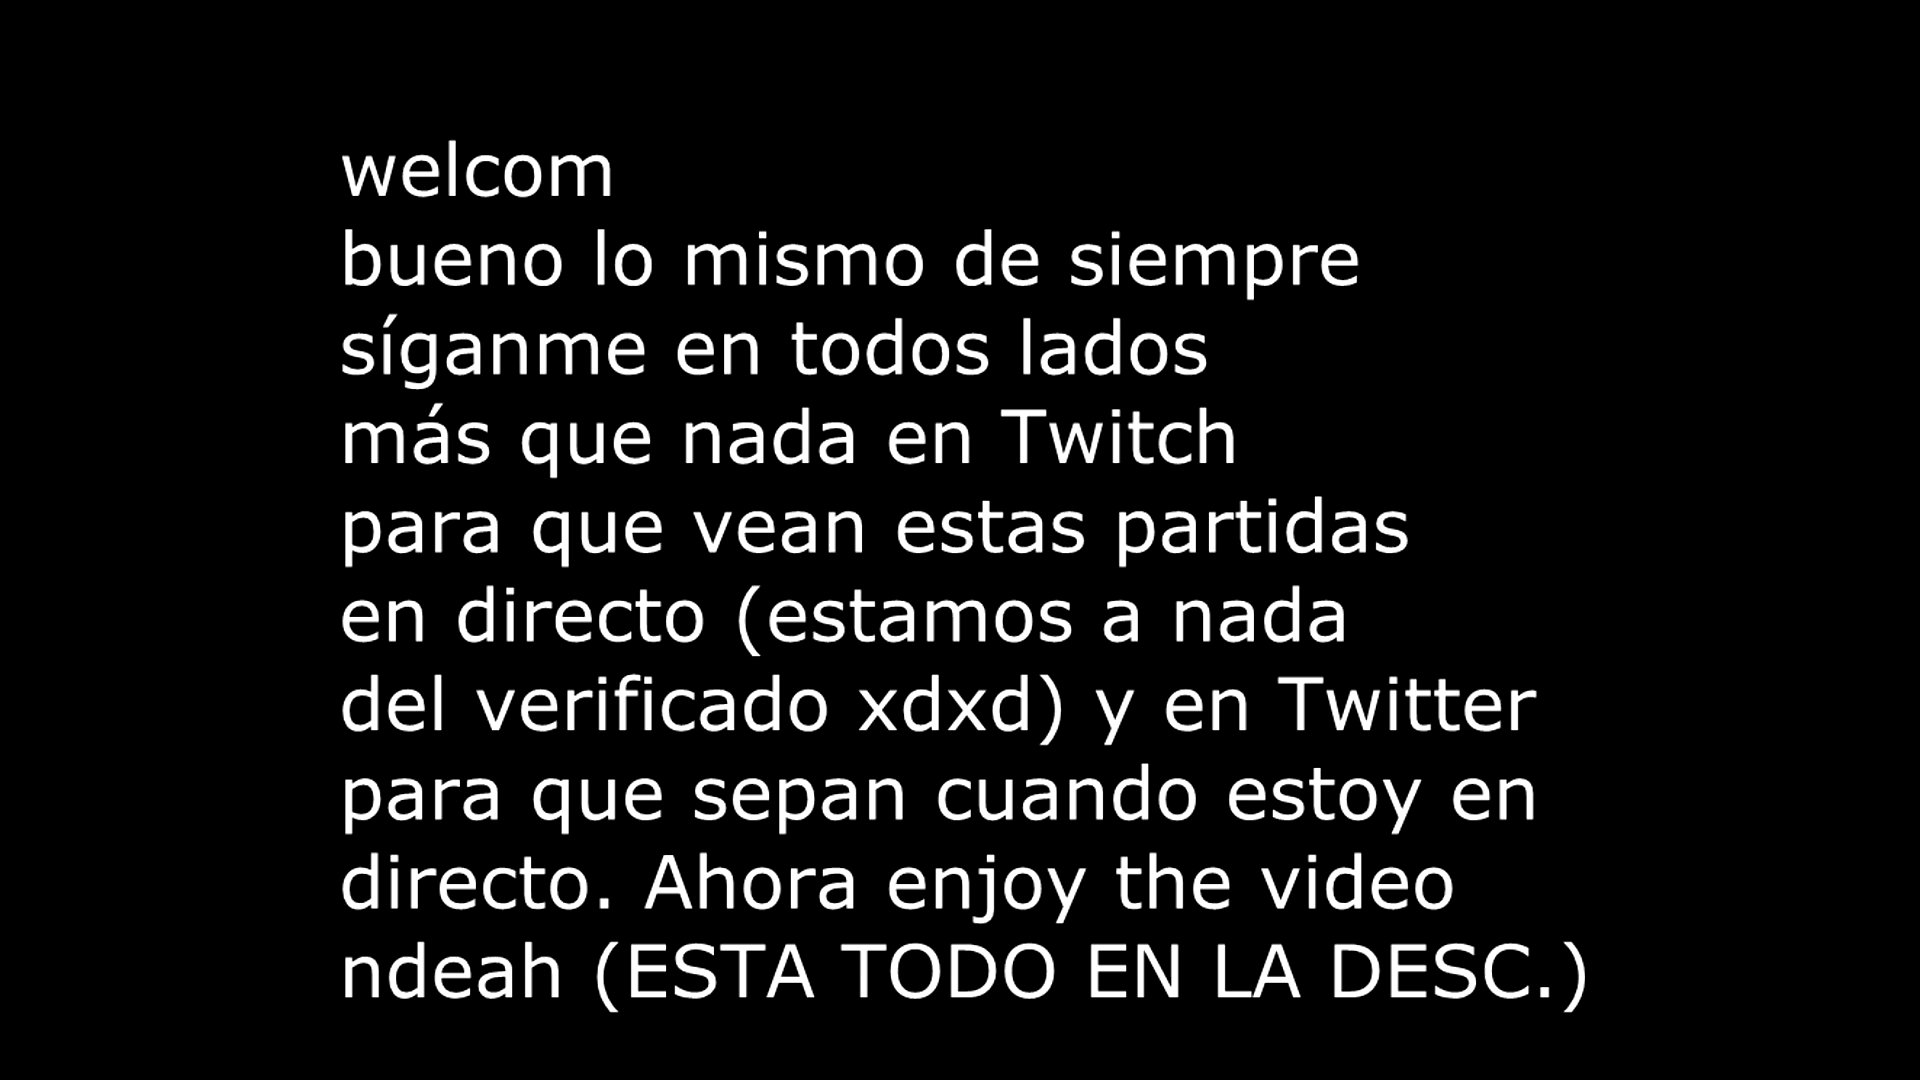 welcom
bueno lo mismo de siempre
síganme en todos lados
más que nada en Twitch
para que vean estas partidas
en directo (estamos a nada
del verificado xdxd) y en Twitter
para que sepan cuando estoy en
directo. Ahora enjoy the video
ndeah (ESTA TODO EN LA DESC.)